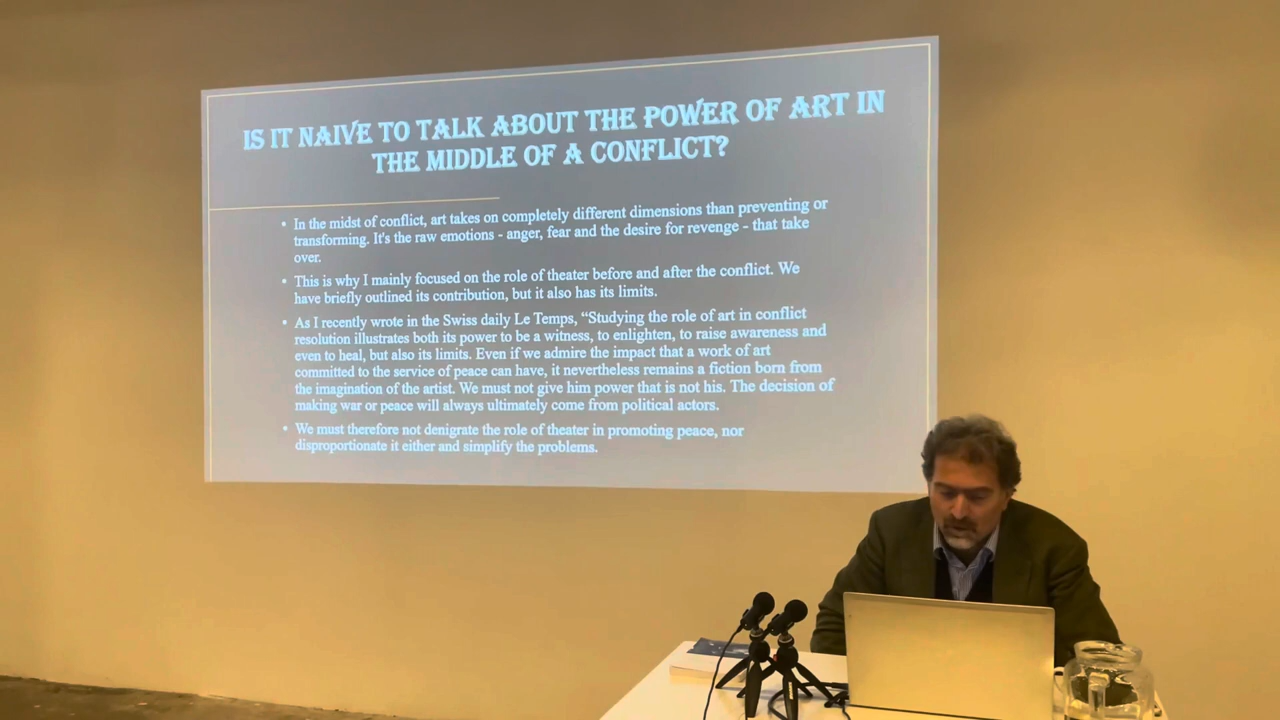 IS IT NAIVE TO TALK ABOUT THE POWER OF ART IN
THE MIDDLE OF A CONFLICT?
• In the midst of conflict, art takes on completely different dimensions than preventing or
transforming. It's the raw emotions - anger, fear and the desire for revenge - that take
over.
• This is why I mainly focused on the role of theater before and after the conflict. We
have briefly outlined its contribution, but it also has its limits.
• As I recently wrote in the Swiss daily Le Temps, “Studying the role of art in conflict
resolution illustrates both its power to be a witness, to enlighten, to raise awareness and
even to heal, but also its limits. Even if we admire the impact that a work of art
committed to the service of peace can have, it nevertheless remains a fiction born from
the imagination of the artist. We must not give him power that is not his. The decision of
making war or peace will always ultimately come from political actors.
• We must therefore not denigrate the role of theater in promoting peace, nor
disproportionate it either and simplify the problems.